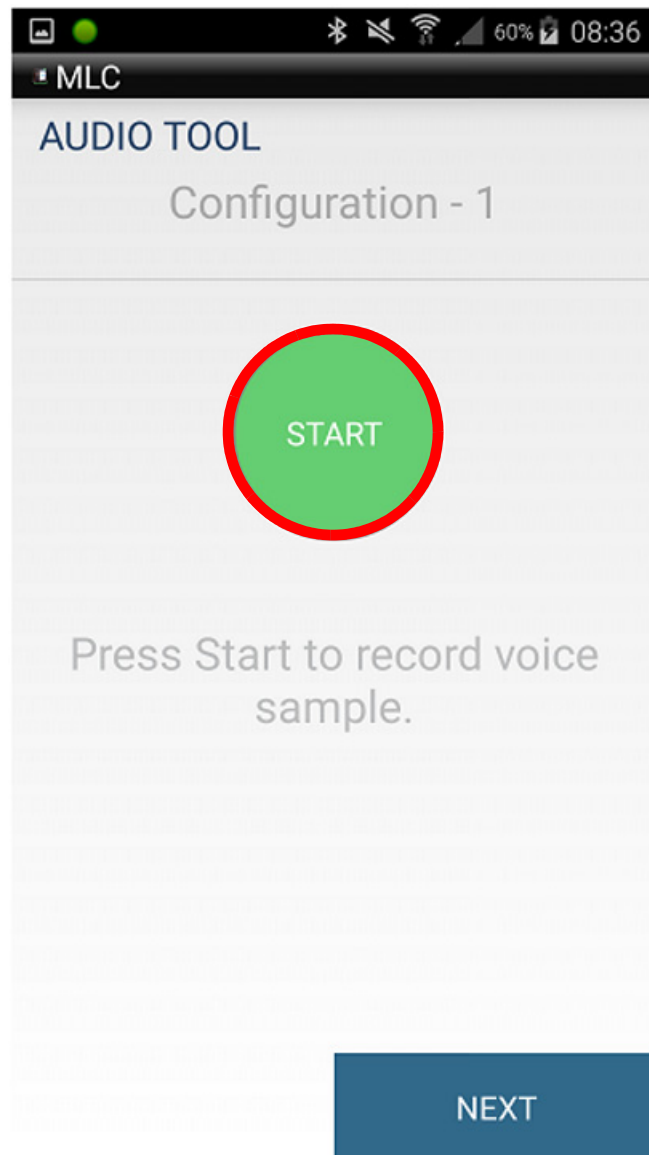 60% 08:36
MLC
AUDIO TOOL
Configuration - 1
START
Press Start to record voice
sample.
NEXT